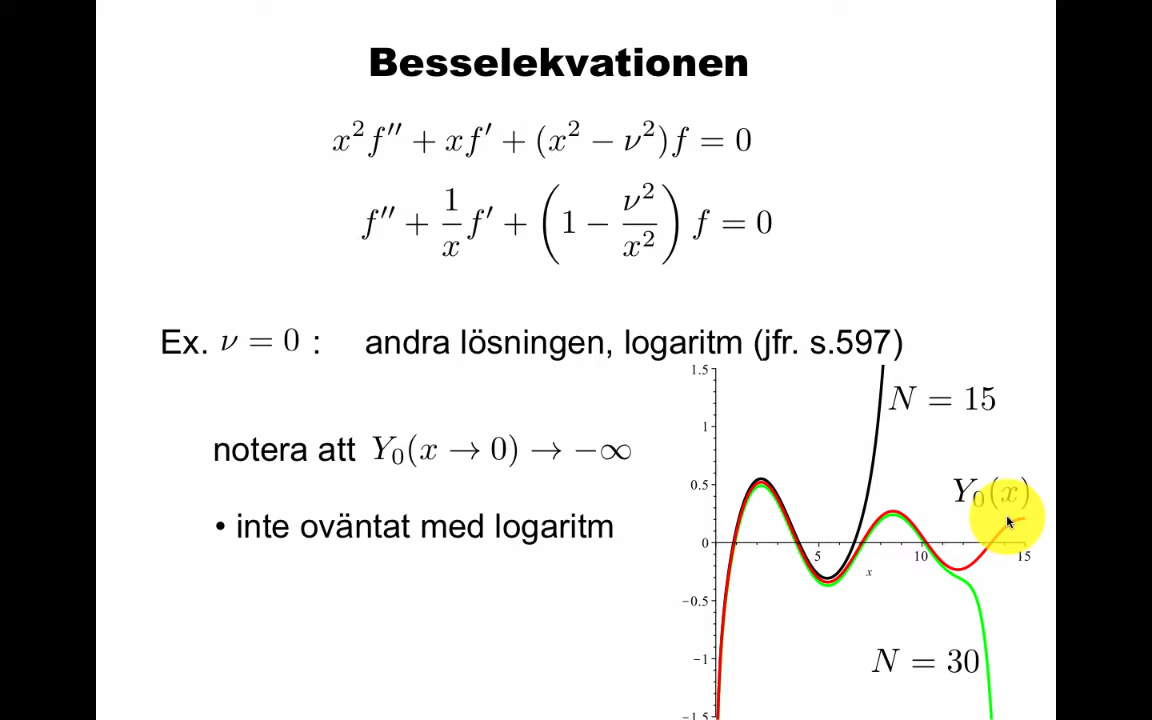 Besselekvationen
x²f′′ + xf′ + (x² − ν²)f = 0
f′′ + 1/x f′ + (1 − ν²/x²) f = 0
Ex. ν = 0 : andra lösningen, logaritm (jfr. s.597)
notera att Y₀(x → 0) → −∞
• inte oväntat med logaritm
1.5
N = 15
1
0.5
Y₀(x)
0
5
10
15
x
−0.5
−1
N = 30
−1.5